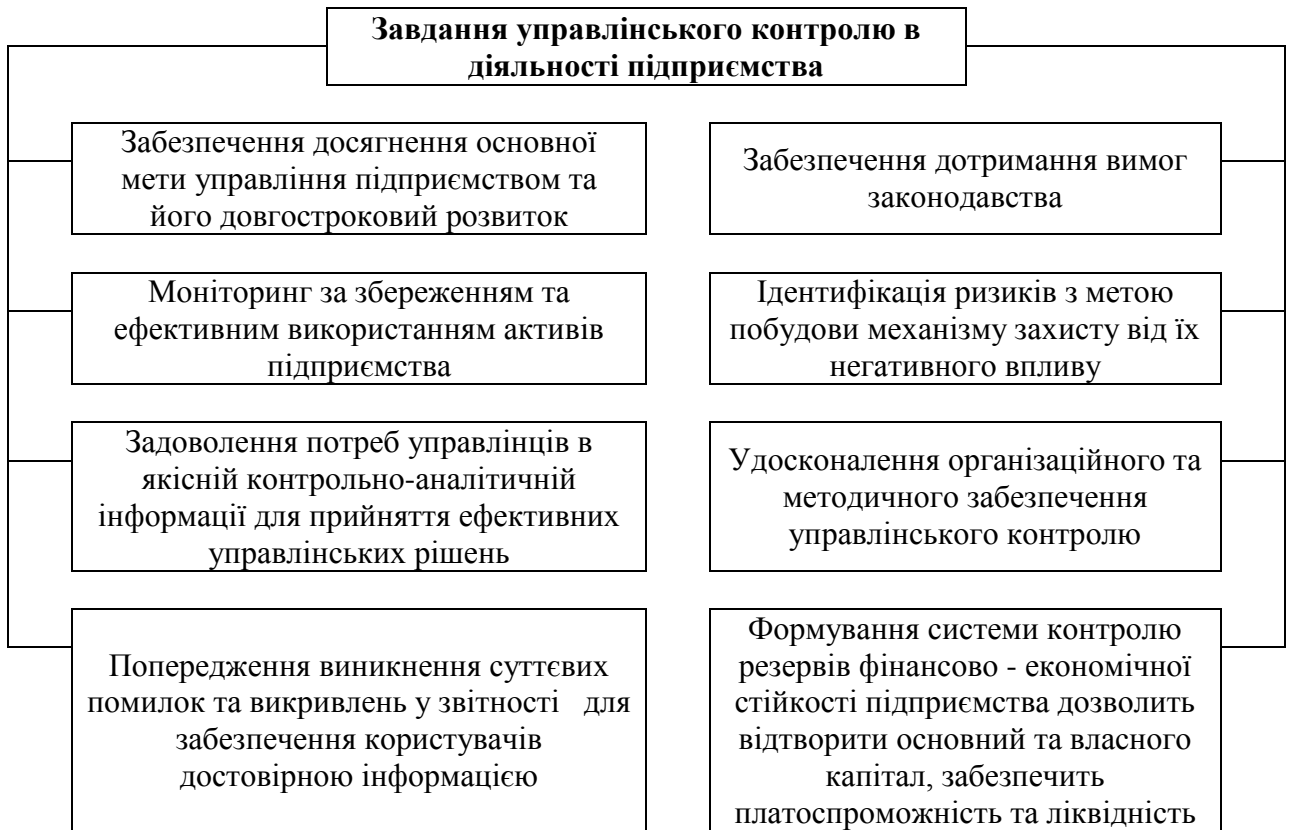 Завдання управлінського контролю в
діяльності підприємства
Забезпечення досягнення основної
мети управління підприємством та
його довгостроковий розвиток
Забезпечення дотримання вимог
законодавства
Моніторинг за збереженням та
ефективним використанням активів
підприємства
Ідентифікація ризиків з метою
побудови механізму захисту від їх
негативного впливу
Задоволення потреб управлінців в
якісній контрольно-аналітичній
інформації для прийняття ефективних
управлінських рішень
Удосконалення організаційного та
методичного забезпечення
управлінського контролю
Попередження виникнення суттєвих
помилок та викривлень у звітності для
забезпечення користувачів
достовірною інформацією
Формування системи контролю
резервів фінансово - економічної
стійкості підприємства дозволить
відтворити основний та власного
капітал, забезпечить
платоспроможність та ліквідність